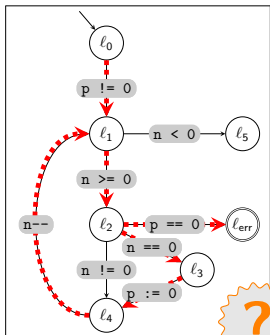 ℓ0
p != 0
ℓ1
n < 0
ℓ5
n >= 0
ℓ2
p == 0
ℓerr
n == 0
n--
n != 0
ℓ3
p := 0
ℓ4
?